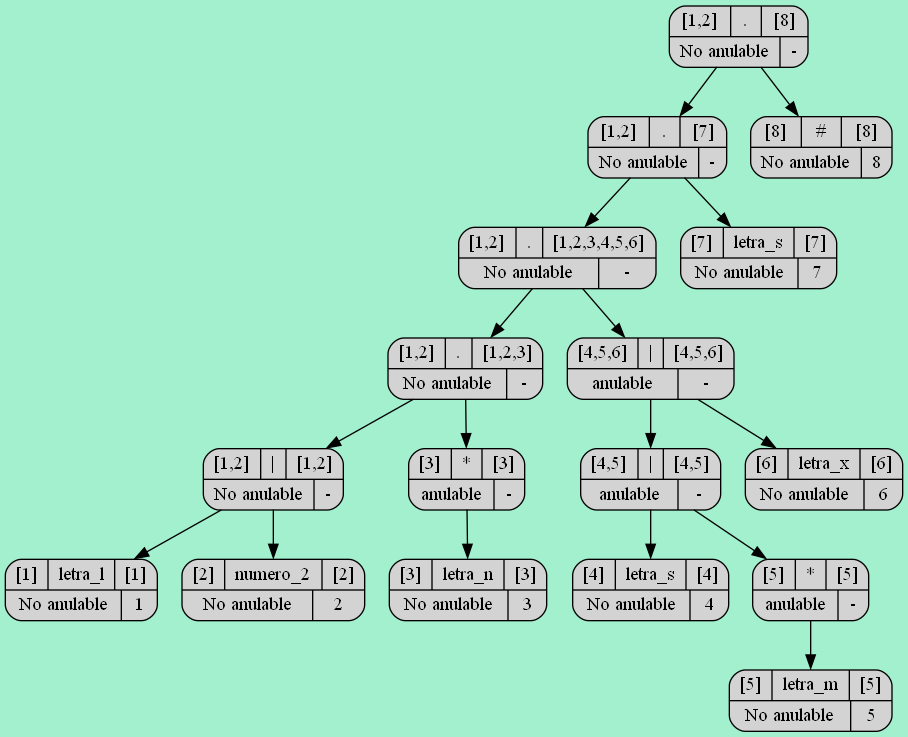 [1,2] . [8]
No anulable -
[1,2] . [7]
No anulable -
[8] # [8]
No anulable 8
[1,2] . [1,2,3,4,5,6]
No anulable -
[7] letra_s [7]
No anulable 7
[1,2] . [1,2,3]
No anulable -
[4,5,6] | [4,5,6]
anulable -
[1,2] | [1,2]
No anulable -
[3] * [3]
anulable -
[4,5] | [4,5]
anulable -
[6] letra_x [6]
No anulable 6
[1] letra_l [1]
No anulable 1
[2] numero_2 [2]
No anulable 2
[3] letra_n [3]
No anulable 3
[4] letra_s [4]
No anulable 4
[5] * [5]
anulable -
[5] letra_m [5]
No anulable 5